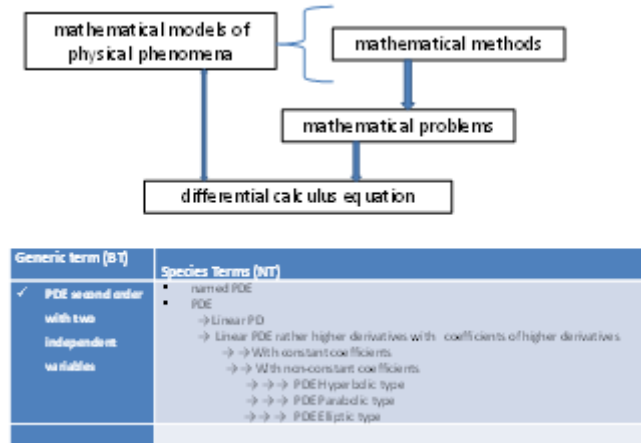 mathematical models of
physical phenomena
mathematical methods
mathematical problems
differential calculus equation
Generic term (BT)
Species Terms (NT)
✓ PDE second order
with two
independent
variables
▪ named PDE
▪ PDE
→Linear PD
→ Linear PDE rather higher derivatives with coefficients of higher derivatives
→ → With constant coefficients
→ → With non-constant coefficients
→ → → PDE Hyperbolic type
→ → → PDE Parabolic type
→ → → PDE Elliptic type